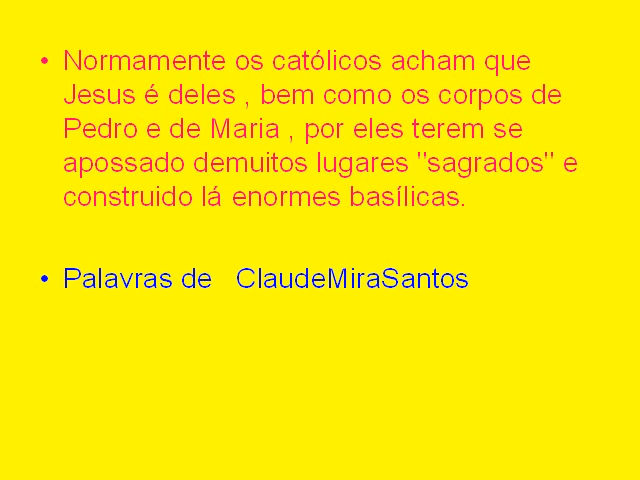 • Normamente os católicos acham que
Jesus é deles , bem como os corpos de
Pedro e de Maria , por eles terem se
apossado demuitos lugares "sagrados" e
construido lá enormes basílicas.
• Palavras de   ClaudeMiraSantos